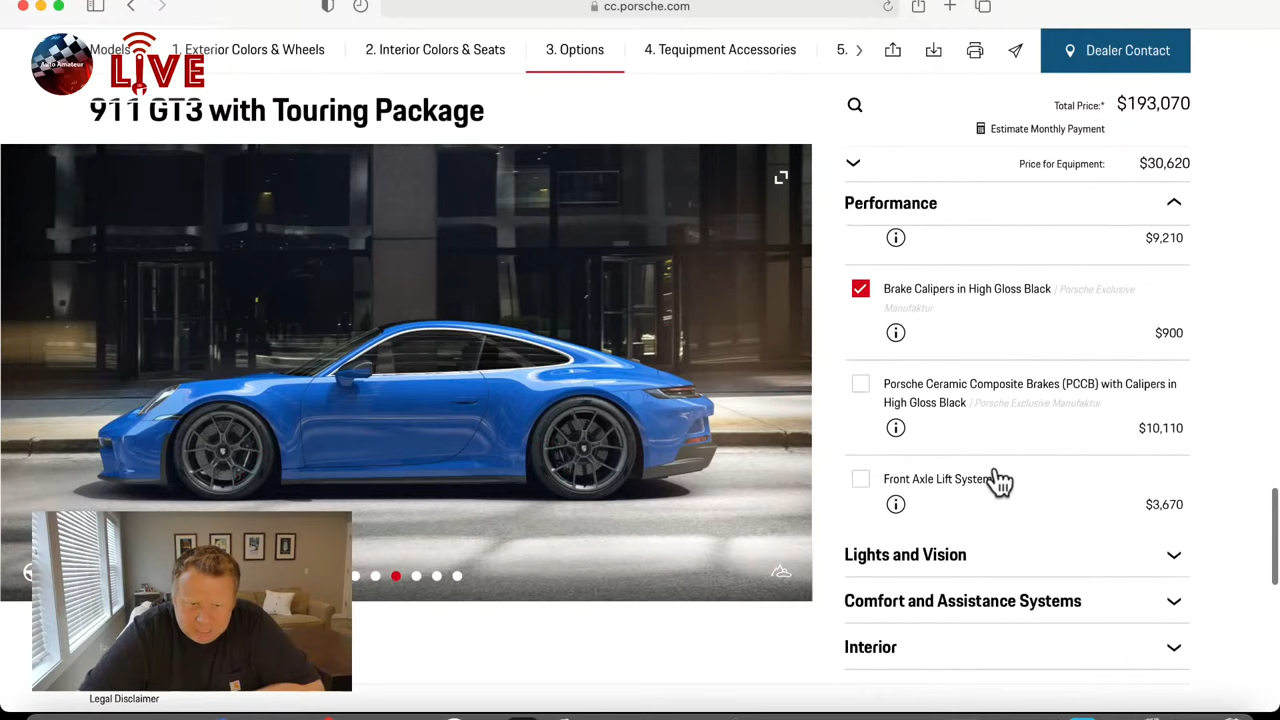 cc.porsche.com
Models
1. Exterior Colors & Wheels
2. Interior Colors & Seats
3. Options
4. Tequipment Accessories
5.
Dealer Contact
Auto Amateur
LIVE
911 GT3 with Touring Package
Total Price:* $193,070
Estimate Monthly Payment
Price for Equipment: $30,620
Performance
$9,210
Brake Calipers in High Gloss Black | Porsche Exclusive
Manufaktur
$900
Porsche Ceramic Composite Brakes (PCCB) with Calipers in
High Gloss Black | Porsche Exclusive Manufaktur
$10,110
Front Axle Lift System
$3,670
Lights and Vision
Comfort and Assistance Systems
Interior
Legal Disclaimer